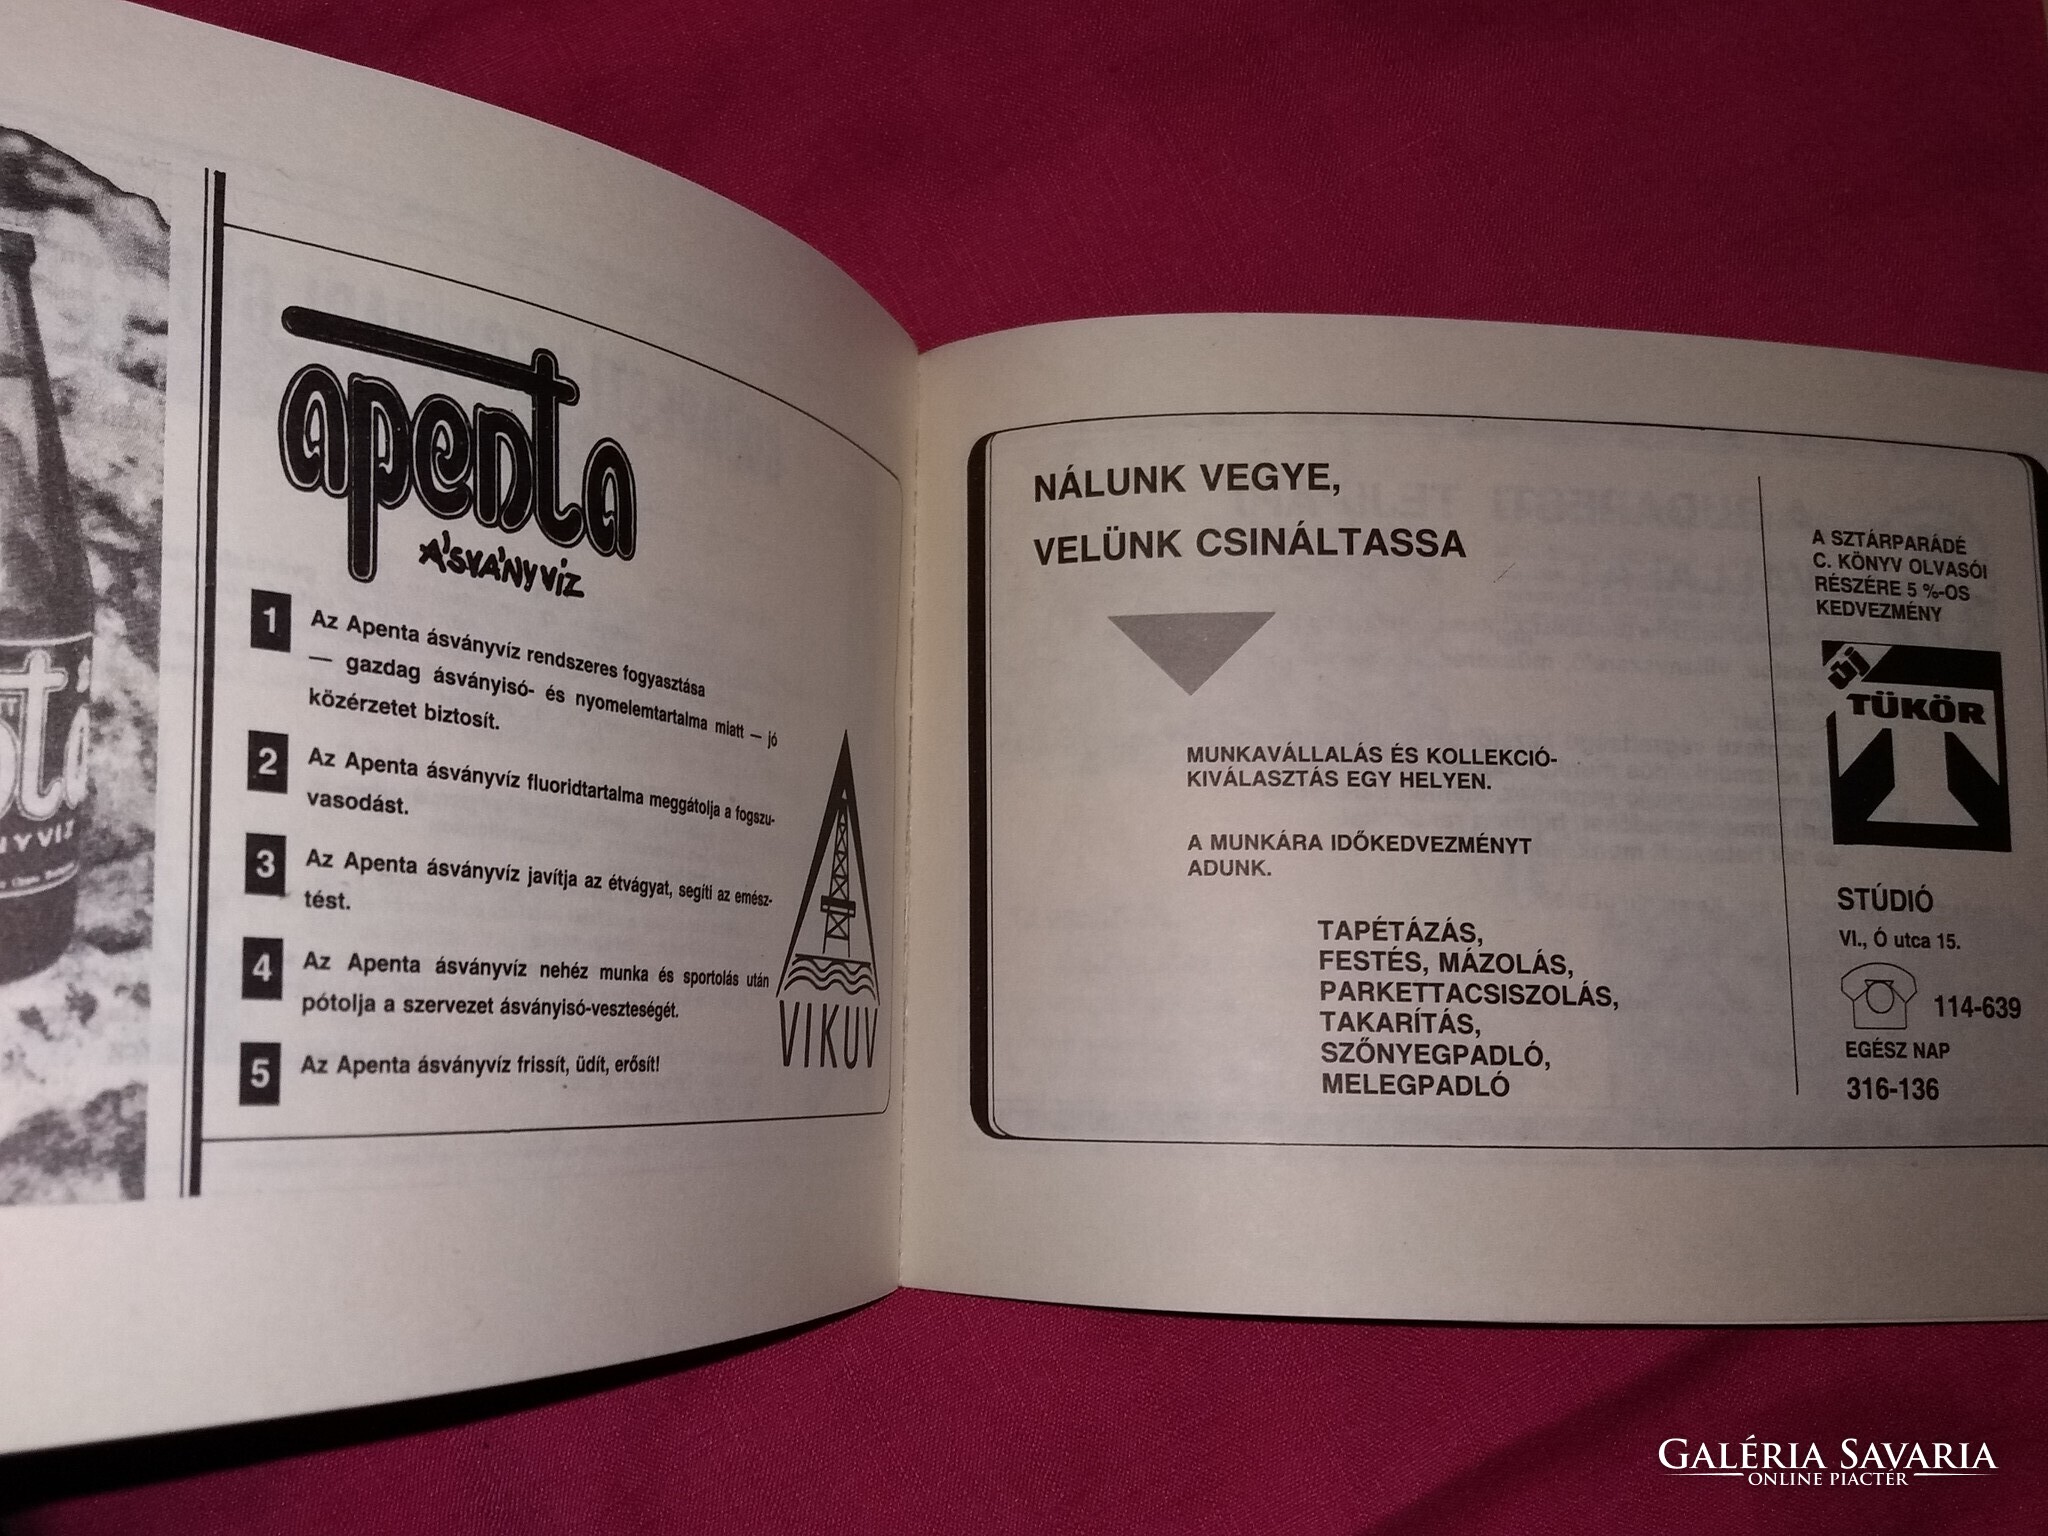 apenta
ÁSVÁNYVÍZ
1 Az Apenta ásványvíz rendszeres fogyasztása
— gazdag ásványisó- és nyomelemtartalma miatt — jó
közérzetet biztosít.
2 Az Apenta ásványvíz fluoridtartalma meggátolja a fogszu-
vasodást.
3 Az Apenta ásványvíz javítja az étvágyat, segíti az emész-
tést.
4 Az Apenta ásványvíz nehéz munka és sportolás után
pótolja a szervezet ásványisó-veszteségét.
5 Az Apenta ásványvíz frissít, üdít, erősít!
VIKUV
NÁLUNK VEGYE,
VELÜNK CSINÁLTASSA
MUNKAVÁLLALÁS ÉS KOLLEKCIÓ-
KIVÁLASZTÁS EGY HELYEN.
A MUNKÁRA IDŐKEDVEZMÉNYT
ADUNK.
TAPÉTÁZÁS,
FESTÉS, MÁZOLÁS,
PARKETTACSISZOLÁS,
TAKARÍTÁS,
SZŐNYEGPADLÓ,
MELEGPADLÓ
A SZTÁRPARÁDÉ
C. KÖNYV OLVASÓI
RÉSZÉRE 5 %-OS
KEDVEZMÉNY
új
TÜKÖR
STÚDIÓ
VI., Ó utca 15.
114-639
EGÉSZ NAP
316-136
GALÉRIA SAVARIA
ONLINE PIACTÉR